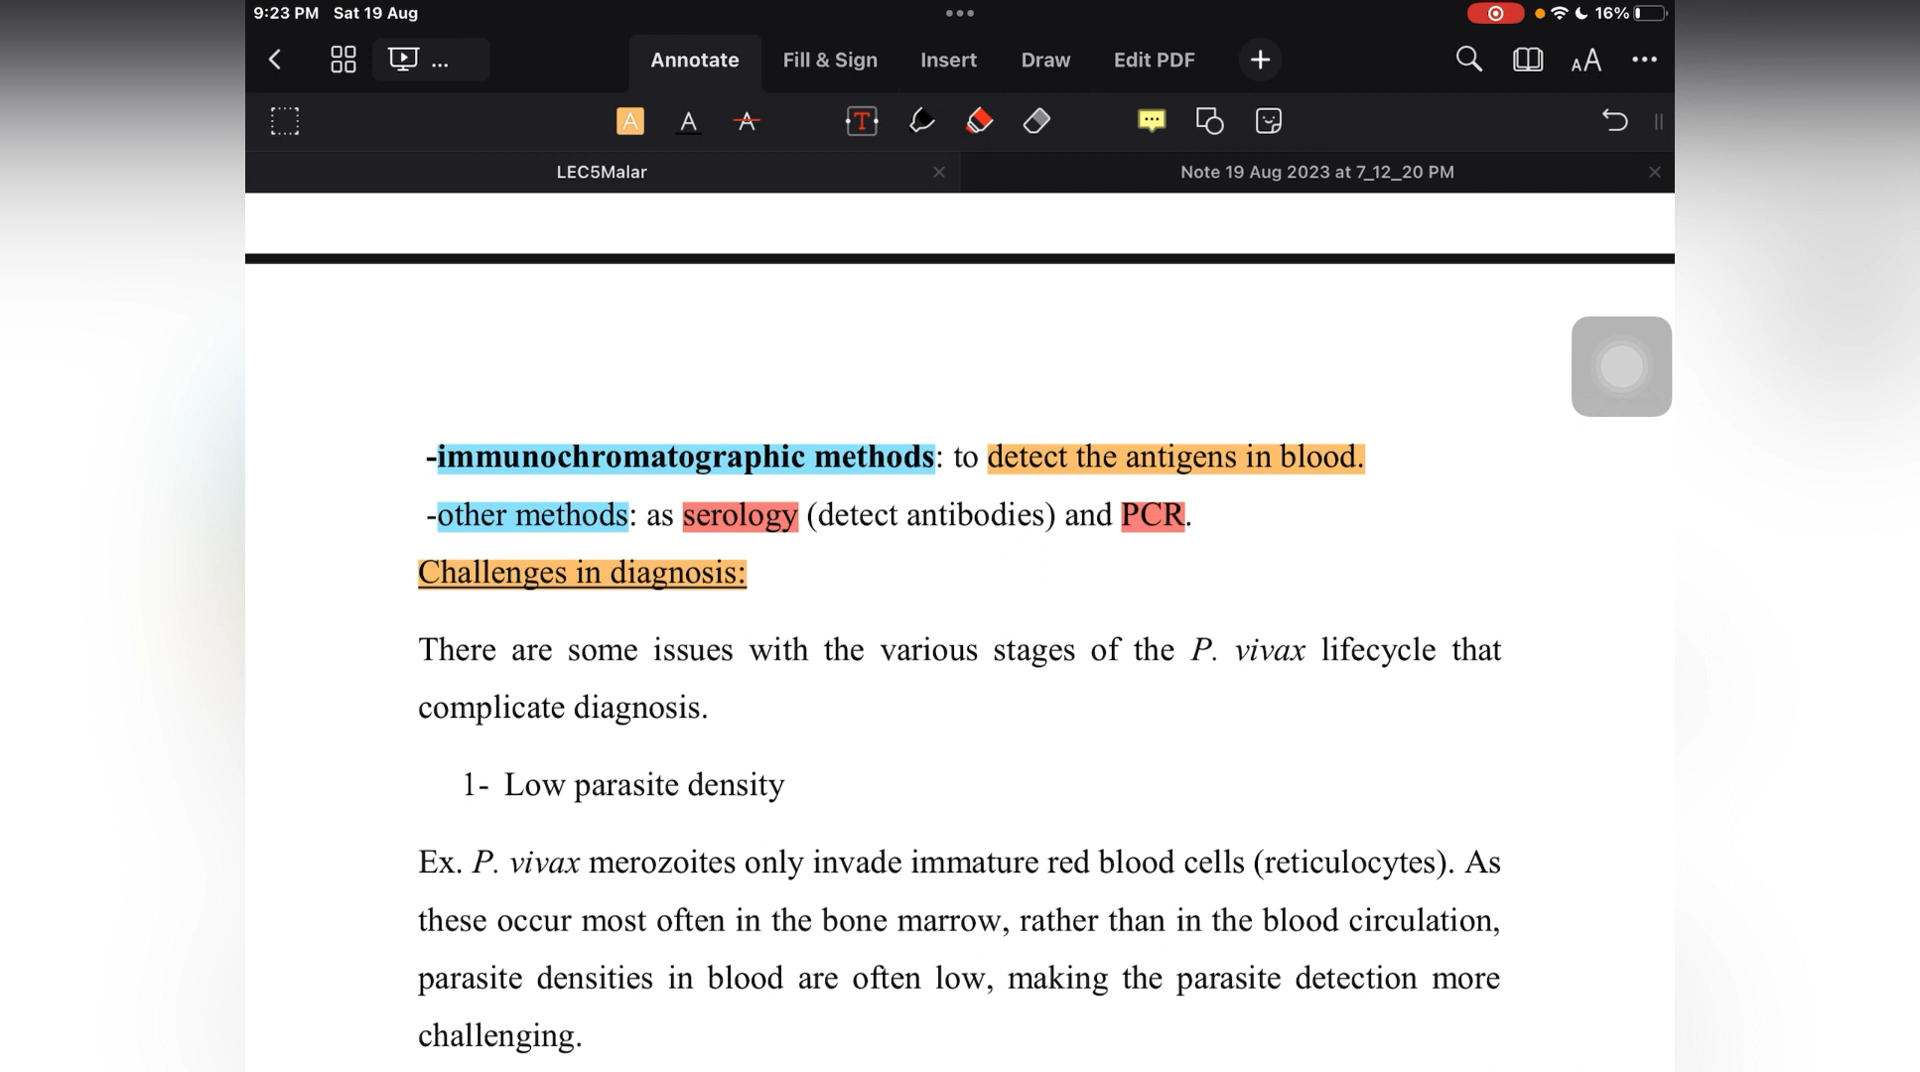 9:23 PM Sat 19 Aug
16%
...
Annotate
Fill & Sign
Insert
Draw
Edit PDF
AA
A
A
A
T
LEC5Malar
Note 19 Aug 2023 at 7_12_20 PM
-immunochromatographic methods: to detect the antigens in blood.
-other methods: as serology (detect antibodies) and PCR.
Challenges in diagnosis:
There are some issues with the various stages of the P. vivax lifecycle that
complicate diagnosis.
1- Low parasite density
Ex. P. vivax merozoites only invade immature red blood cells (reticulocytes). As
these occur most often in the bone marrow, rather than in the blood circulation,
parasite densities in blood are often low, making the parasite detection more
challenging.